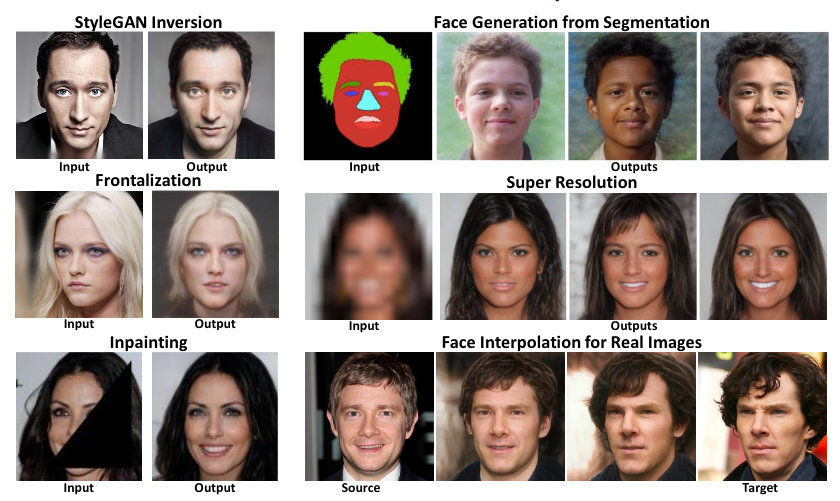 StyleGAN Inversion
Face Generation from Segmentation
Input
Output
Input
Outputs
Frontalization
Super Resolution
Input
Output
Input
Outputs
Inpainting
Face Interpolation for Real Images
Input
Output
Source
Target